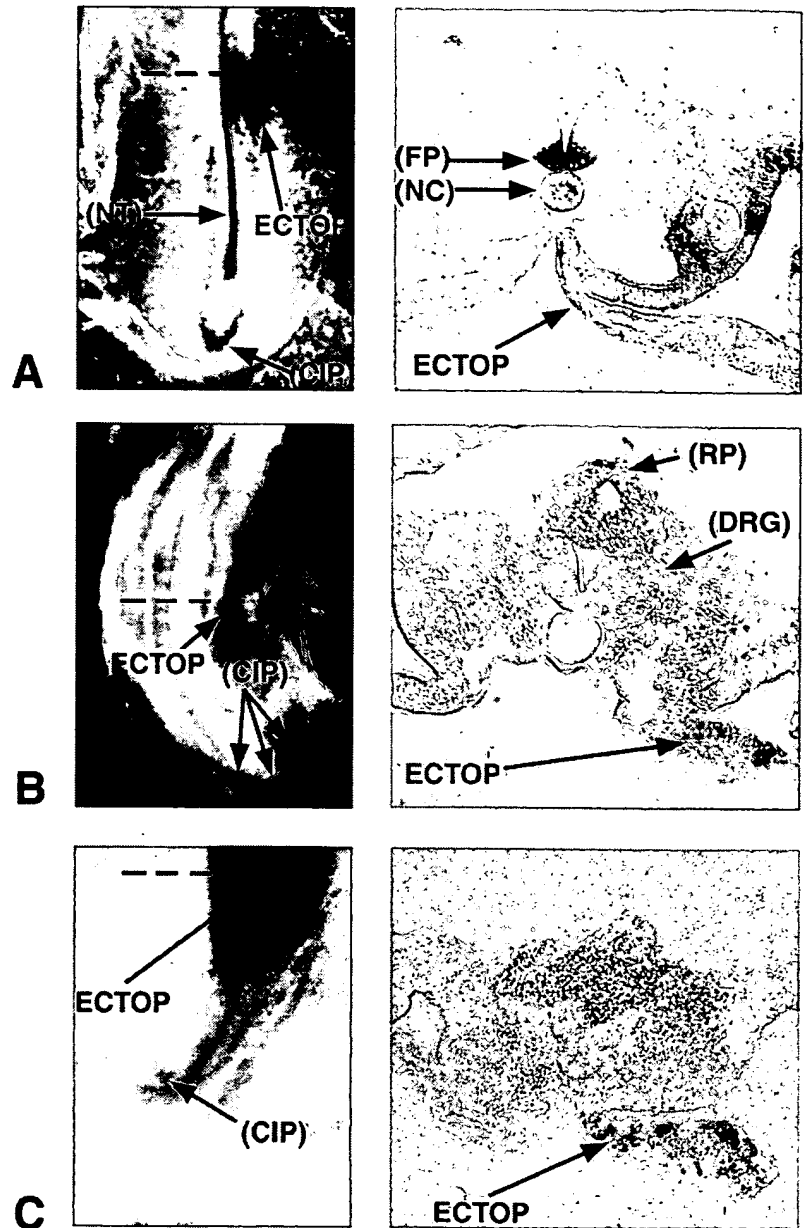 (NT)
ECTOP
(CIP
(FP)
(NC)
ECTOP
A
ECTOP
(CIP)
(RP)
(DRG)
ECTOP
B
ECTOP
(CIP)
ECTOP
C